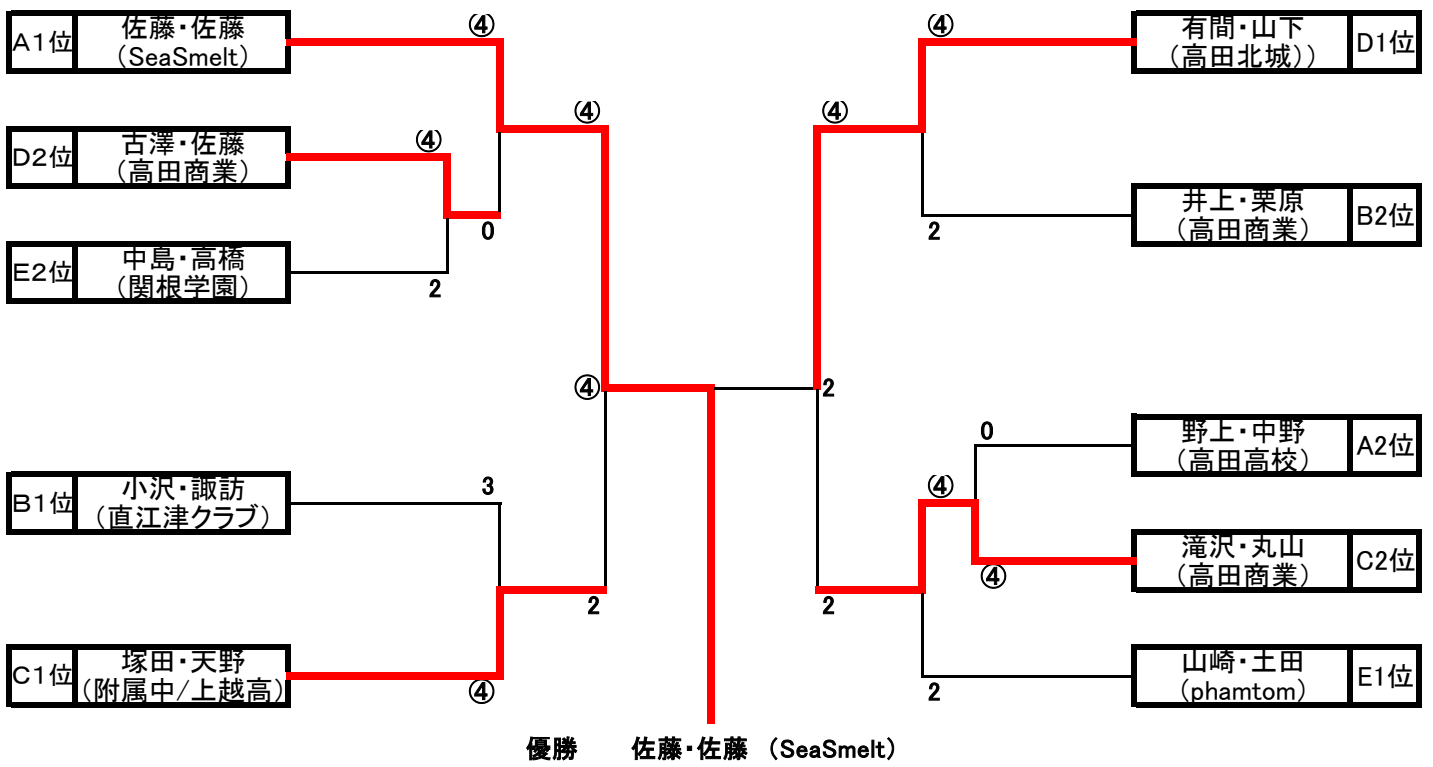 A1位
佐藤・佐藤
(SeaSmelt)
④
④
有間・山下
(高田北城))
D1位
④
④
D2位
古澤・佐藤
(高田商業)
④
0
井上・栗原
(高田商業)
B2位
2
E2位
中島・高橋
(関根学園)
2
④
2
0
野上・中野
(高田高校)
A2位
B1位
小沢・諏訪
(直江津クラブ)
3
④
滝沢・丸山
(高田商業)
C2位
④
2
2
C1位
塚田・天野
(附属中/上越高)
④
2
山崎・土田
(phamtom)
E1位
優勝 佐藤・佐藤 (SeaSmelt)